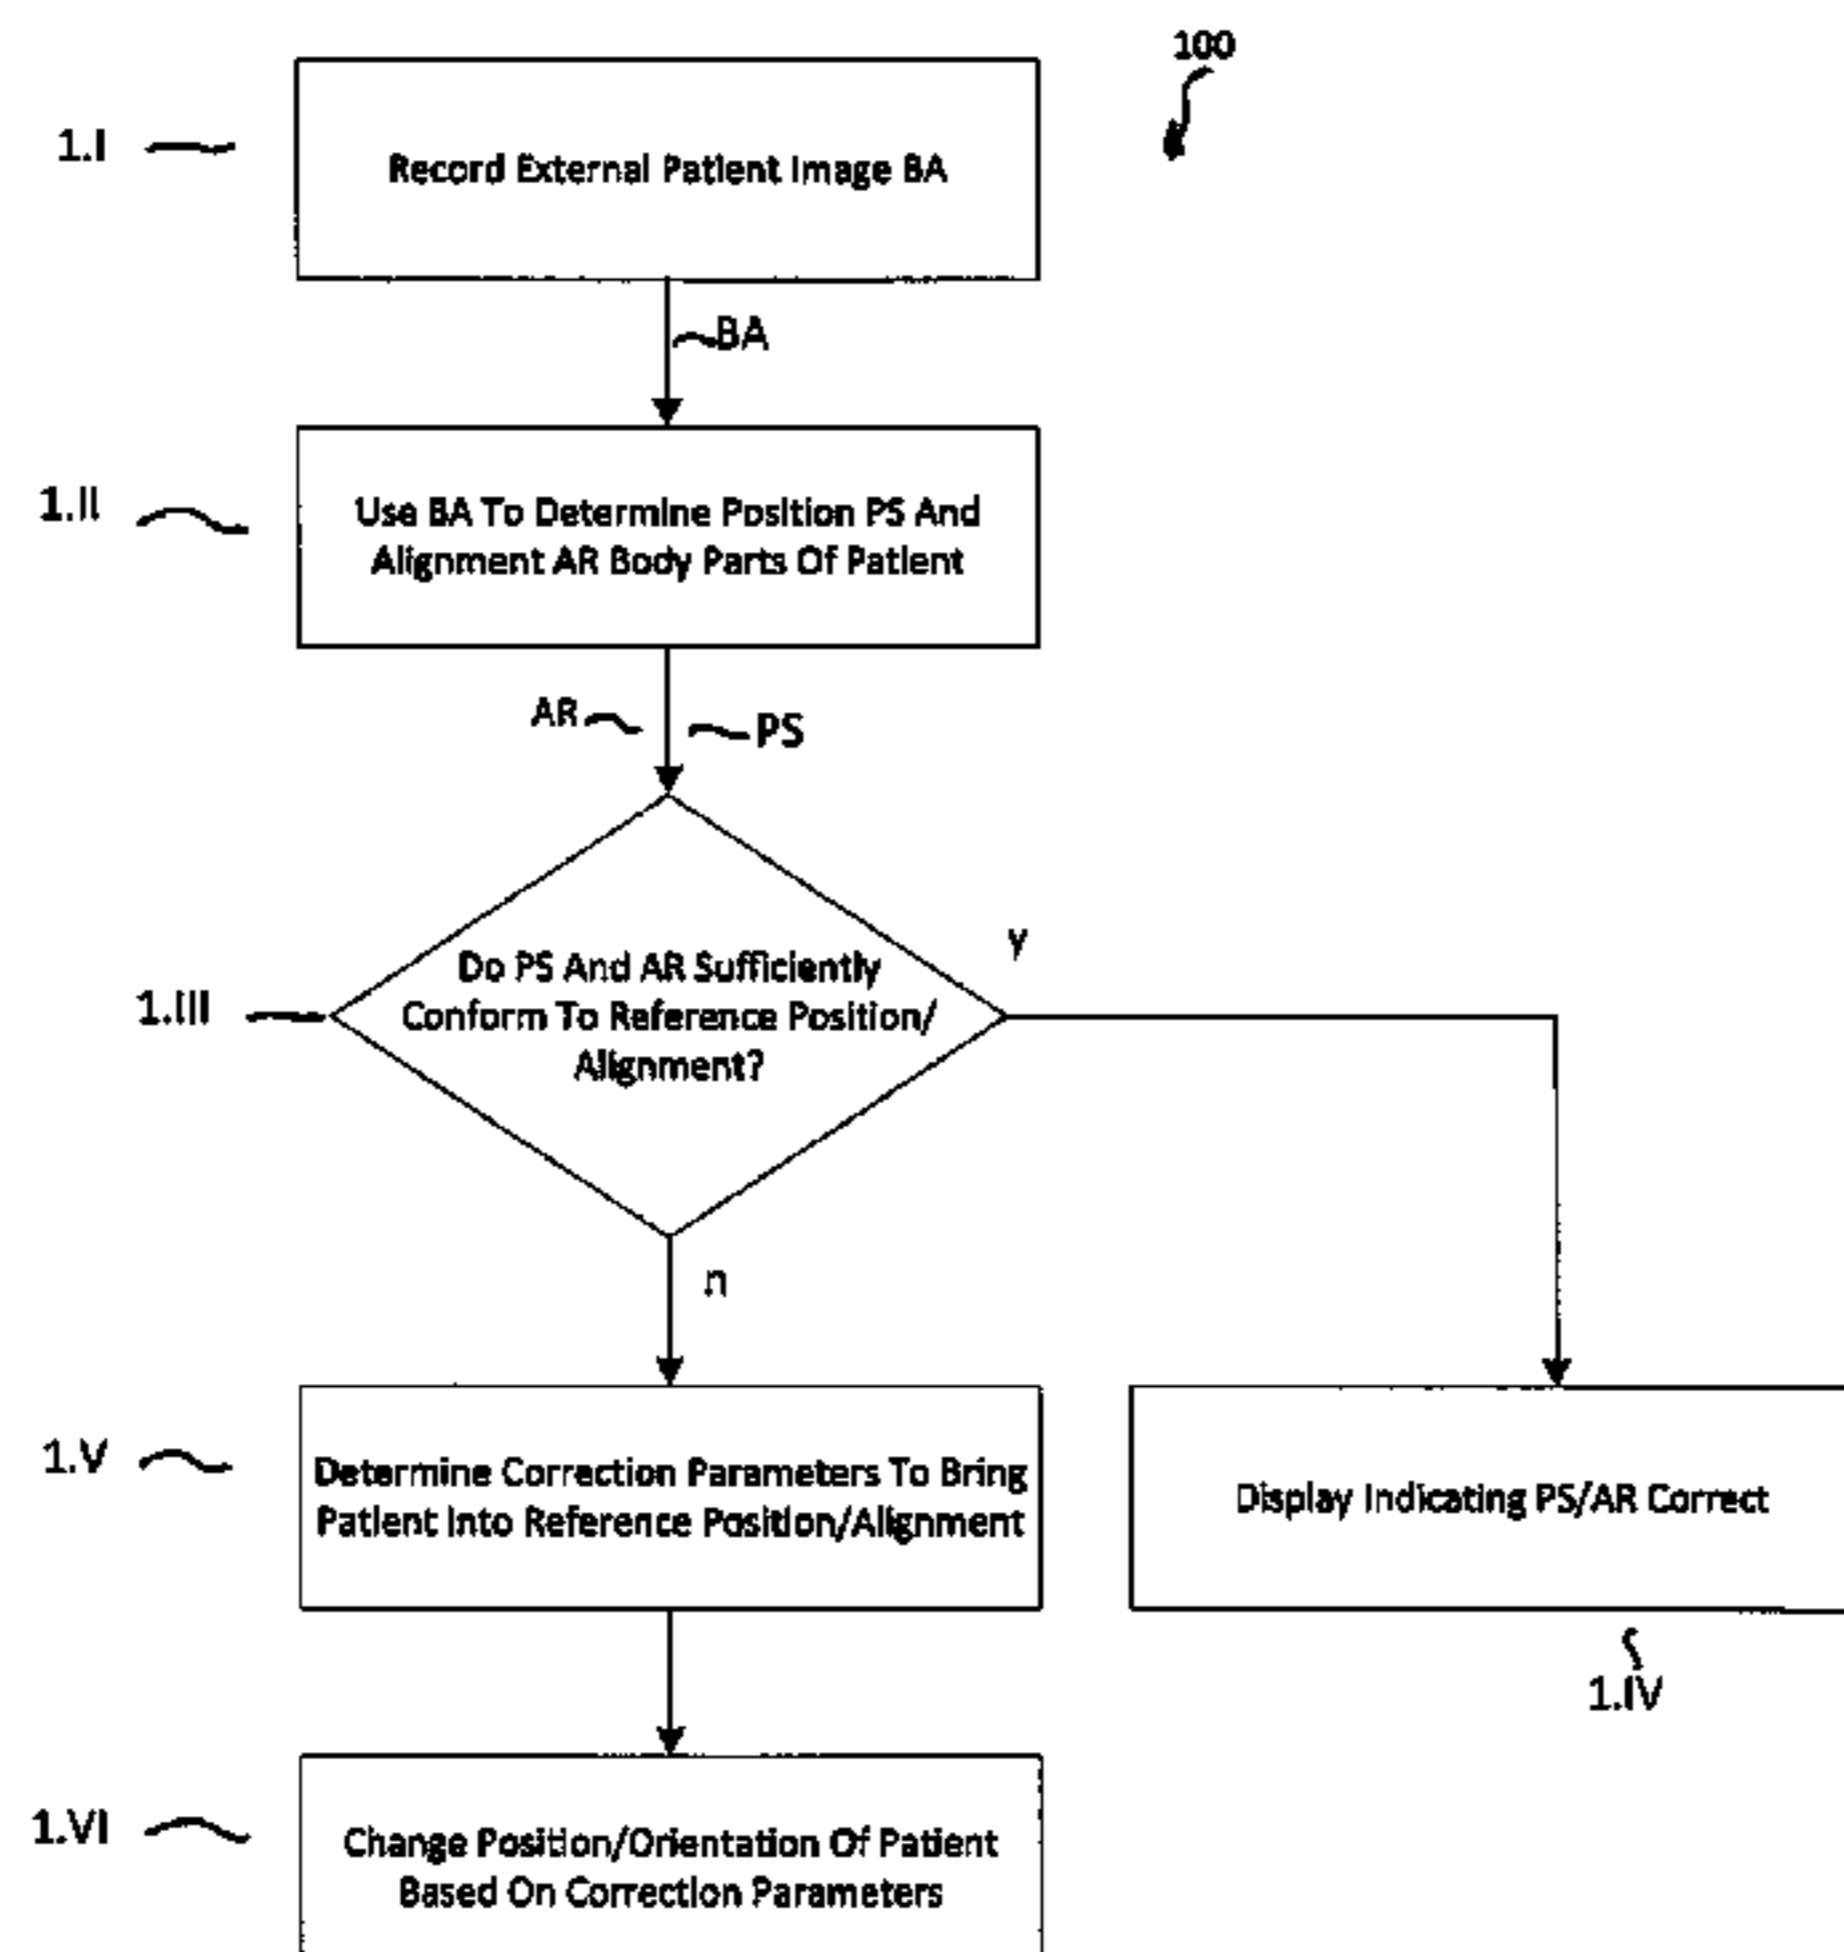 100
1.I
Record External Patient Image BA
BA
1.II
Use BA To Determine Position PS And
Alignment AR Body Parts Of Patient
AR
PS
1.III
Do PS And AR Sufficiently
Conform To Reference Position/
Alignment?
y
n
1.V
Determine Correction Parameters To Bring
Patient Into Reference Position/Alignment
Display Indicating PS/AR Correct
1.IV
1.VI
Change Position/Orientation Of Patient
Based On Correction Parameters